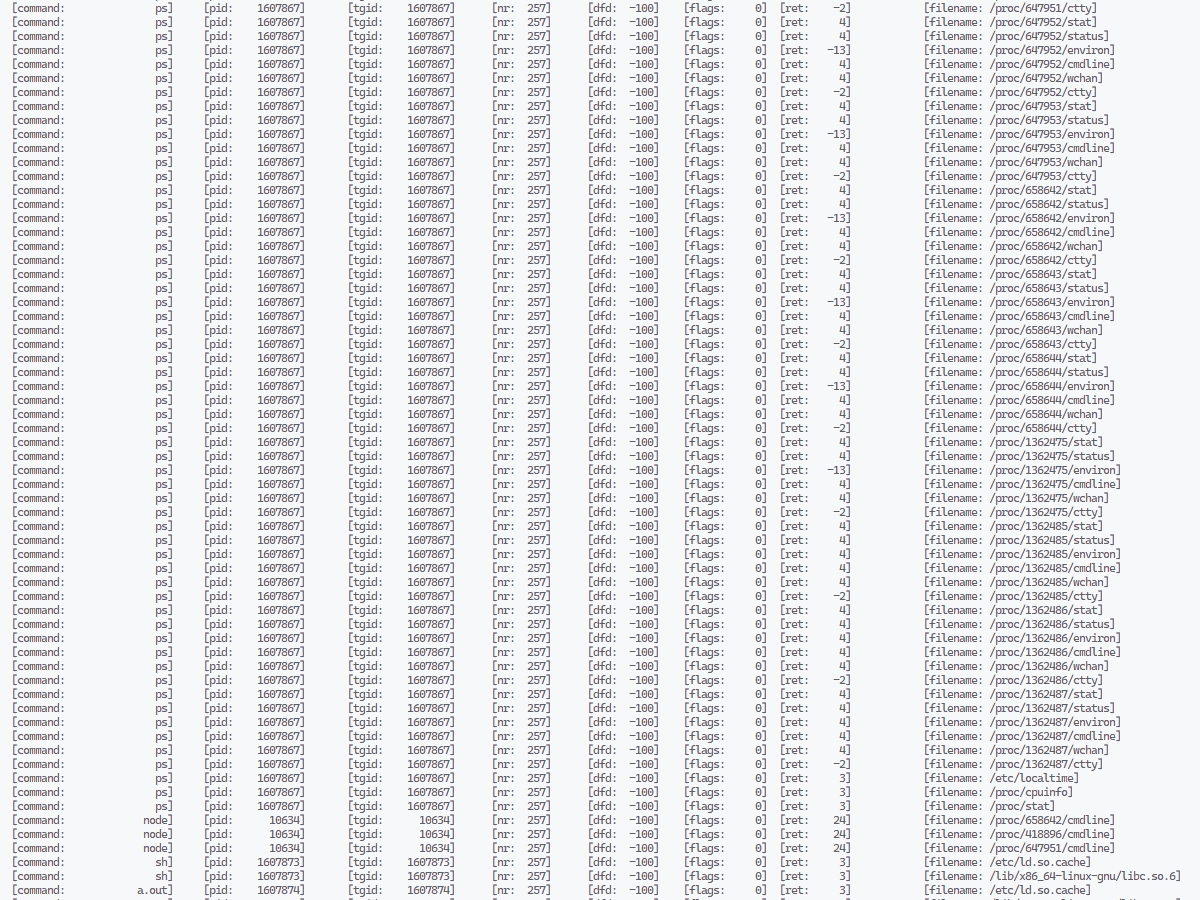 [command: ps] [pid: 1607867] [tgid: 1607867] [nr: 257] [dfd: -100] [flags: 0] [ret: -2] [filename: /proc/647951/ctty]
[command: ps] [pid: 1607867] [tgid: 1607867] [nr: 257] [dfd: -100] [flags: 0] [ret: 4] [filename: /proc/647952/stat]
[command: ps] [pid: 1607867] [tgid: 1607867] [nr: 257] [dfd: -100] [flags: 0] [ret: 4] [filename: /proc/647952/status]
[command: ps] [pid: 1607867] [tgid: 1607867] [nr: 257] [dfd: -100] [flags: 0] [ret: -13] [filename: /proc/647952/environ]
[command: ps] [pid: 1607867] [tgid: 1607867] [nr: 257] [dfd: -100] [flags: 0] [ret: 4] [filename: /proc/647952/cmdline]
[command: ps] [pid: 1607867] [tgid: 1607867] [nr: 257] [dfd: -100] [flags: 0] [ret: 4] [filename: /proc/647952/wchan]
[command: ps] [pid: 1607867] [tgid: 1607867] [nr: 257] [dfd: -100] [flags: 0] [ret: -2] [filename: /proc/647952/ctty]
[command: ps] [pid: 1607867] [tgid: 1607867] [nr: 257] [dfd: -100] [flags: 0] [ret: 4] [filename: /proc/647953/stat]
[command: ps] [pid: 1607867] [tgid: 1607867] [nr: 257] [dfd: -100] [flags: 0] [ret: 4] [filename: /proc/647953/status]
[command: ps] [pid: 1607867] [tgid: 1607867] [nr: 257] [dfd: -100] [flags: 0] [ret: -13] [filename: /proc/647953/environ]
[command: ps] [pid: 1607867] [tgid: 1607867] [nr: 257] [dfd: -100] [flags: 0] [ret: 4] [filename: /proc/647953/cmdline]
[command: ps] [pid: 1607867] [tgid: 1607867] [nr: 257] [dfd: -100] [flags: 0] [ret: 4] [filename: /proc/647953/wchan]
[command: ps] [pid: 1607867] [tgid: 1607867] [nr: 257] [dfd: -100] [flags: 0] [ret: -2] [filename: /proc/647953/ctty]
[command: ps] [pid: 1607867] [tgid: 1607867] [nr: 257] [dfd: -100] [flags: 0] [ret: 4] [filename: /proc/658642/stat]
[command: ps] [pid: 1607867] [tgid: 1607867] [nr: 257] [dfd: -100] [flags: 0] [ret: 4] [filename: /proc/658642/status]
[command: ps] [pid: 1607867] [tgid: 1607867] [nr: 257] [dfd: -100] [flags: 0] [ret: -13] [filename: /proc/658642/environ]
[command: ps] [pid: 1607867] [tgid: 1607867] [nr: 257] [dfd: -100] [flags: 0] [ret: 4] [filename: /proc/658642/cmdline]
[command: ps] [pid: 1607867] [tgid: 1607867] [nr: 257] [dfd: -100] [flags: 0] [ret: 4] [filename: /proc/658642/wchan]
[command: ps] [pid: 1607867] [tgid: 1607867] [nr: 257] [dfd: -100] [flags: 0] [ret: -2] [filename: /proc/658642/ctty]
[command: ps] [pid: 1607867] [tgid: 1607867] [nr: 257] [dfd: -100] [flags: 0] [ret: 4] [filename: /proc/658643/stat]
[command: ps] [pid: 1607867] [tgid: 1607867] [nr: 257] [dfd: -100] [flags: 0] [ret: 4] [filename: /proc/658643/status]
[command: ps] [pid: 1607867] [tgid: 1607867] [nr: 257] [dfd: -100] [flags: 0] [ret: -13] [filename: /proc/658643/environ]
[command: ps] [pid: 1607867] [tgid: 1607867] [nr: 257] [dfd: -100] [flags: 0] [ret: 4] [filename: /proc/658643/cmdline]
[command: ps] [pid: 1607867] [tgid: 1607867] [nr: 257] [dfd: -100] [flags: 0] [ret: 4] [filename: /proc/658643/wchan]
[command: ps] [pid: 1607867] [tgid: 1607867] [nr: 257] [dfd: -100] [flags: 0] [ret: -2] [filename: /proc/658643/ctty]
[command: ps] [pid: 1607867] [tgid: 1607867] [nr: 257] [dfd: -100] [flags: 0] [ret: 4] [filename: /proc/658644/stat]
[command: ps] [pid: 1607867] [tgid: 1607867] [nr: 257] [dfd: -100] [flags: 0] [ret: 4] [filename: /proc/658644/status]
[command: ps] [pid: 1607867] [tgid: 1607867] [nr: 257] [dfd: -100] [flags: 0] [ret: -13] [filename: /proc/658644/environ]
[command: ps] [pid: 1607867] [tgid: 1607867] [nr: 257] [dfd: -100] [flags: 0] [ret: 4] [filename: /proc/658644/cmdline]
[command: ps] [pid: 1607867] [tgid: 1607867] [nr: 257] [dfd: -100] [flags: 0] [ret: 4] [filename: /proc/658644/wchan]
[command: ps] [pid: 1607867] [tgid: 1607867] [nr: 257] [dfd: -100] [flags: 0] [ret: -2] [filename: /proc/658644/ctty]
[command: ps] [pid: 1607867] [tgid: 1607867] [nr: 257] [dfd: -100] [flags: 0] [ret: 4] [filename: /proc/1362475/stat]
[command: ps] [pid: 1607867] [tgid: 1607867] [nr: 257] [dfd: -100] [flags: 0] [ret: 4] [filename: /proc/1362475/status]
[command: ps] [pid: 1607867] [tgid: 1607867] [nr: 257] [dfd: -100] [flags: 0] [ret: -13] [filename: /proc/1362475/environ]
[command: ps] [pid: 1607867] [tgid: 1607867] [nr: 257] [dfd: -100] [flags: 0] [ret: 4] [filename: /proc/1362475/cmdline]
[command: ps] [pid: 1607867] [tgid: 1607867] [nr: 257] [dfd: -100] [flags: 0] [ret: 4] [filename: /proc/1362475/wchan]
[command: ps] [pid: 1607867] [tgid: 1607867] [nr: 257] [dfd: -100] [flags: 0] [ret: -2] [filename: /proc/1362475/ctty]
[command: ps] [pid: 1607867] [tgid: 1607867] [nr: 257] [dfd: -100] [flags: 0] [ret: 4] [filename: /proc/1362485/stat]
[command: ps] [pid: 1607867] [tgid: 1607867] [nr: 257] [dfd: -100] [flags: 0] [ret: 4] [filename: /proc/1362485/status]
[command: ps] [pid: 1607867] [tgid: 1607867] [nr: 257] [dfd: -100] [flags: 0] [ret: 4] [filename: /proc/1362485/environ]
[command: ps] [pid: 1607867] [tgid: 1607867] [nr: 257] [dfd: -100] [flags: 0] [ret: 4] [filename: /proc/1362485/cmdline]
[command: ps] [pid: 1607867] [tgid: 1607867] [nr: 257] [dfd: -100] [flags: 0] [ret: 4] [filename: /proc/1362485/wchan]
[command: ps] [pid: 1607867] [tgid: 1607867] [nr: 257] [dfd: -100] [flags: 0] [ret: -2] [filename: /proc/1362485/ctty]
[command: ps] [pid: 1607867] [tgid: 1607867] [nr: 257] [dfd: -100] [flags: 0] [ret: 4] [filename: /proc/1362486/stat]
[command: ps] [pid: 1607867] [tgid: 1607867] [nr: 257] [dfd: -100] [flags: 0] [ret: 4] [filename: /proc/1362486/status]
[command: ps] [pid: 1607867] [tgid: 1607867] [nr: 257] [dfd: -100] [flags: 0] [ret: 4] [filename: /proc/1362486/environ]
[command: ps] [pid: 1607867] [tgid: 1607867] [nr: 257] [dfd: -100] [flags: 0] [ret: 4] [filename: /proc/1362486/cmdline]
[command: ps] [pid: 1607867] [tgid: 1607867] [nr: 257] [dfd: -100] [flags: 0] [ret: 4] [filename: /proc/1362486/wchan]
[command: ps] [pid: 1607867] [tgid: 1607867] [nr: 257] [dfd: -100] [flags: 0] [ret: -2] [filename: /proc/1362486/ctty]
[command: ps] [pid: 1607867] [tgid: 1607867] [nr: 257] [dfd: -100] [flags: 0] [ret: 4] [filename: /proc/1362487/stat]
[command: ps] [pid: 1607867] [tgid: 1607867] [nr: 257] [dfd: -100] [flags: 0] [ret: 4] [filename: /proc/1362487/status]
[command: ps] [pid: 1607867] [tgid: 1607867] [nr: 257] [dfd: -100] [flags: 0] [ret: 4] [filename: /proc/1362487/environ]
[command: ps] [pid: 1607867] [tgid: 1607867] [nr: 257] [dfd: -100] [flags: 0] [ret: 4] [filename: /proc/1362487/cmdline]
[command: ps] [pid: 1607867] [tgid: 1607867] [nr: 257] [dfd: -100] [flags: 0] [ret: 4] [filename: /proc/1362487/wchan]
[command: ps] [pid: 1607867] [tgid: 1607867] [nr: 257] [dfd: -100] [flags: 0] [ret: -2] [filename: /proc/1362487/ctty]
[command: ps] [pid: 1607867] [tgid: 1607867] [nr: 257] [dfd: -100] [flags: 0] [ret: 3] [filename: /etc/localtime]
[command: ps] [pid: 1607867] [tgid: 1607867] [nr: 257] [dfd: -100] [flags: 0] [ret: 3] [filename: /proc/cpuinfo]
[command: ps] [pid: 1607867] [tgid: 1607867] [nr: 257] [dfd: -100] [flags: 0] [ret: 3] [filename: /proc/stat]
[command: node] [pid: 10634] [tgid: 10634] [nr: 257] [dfd: -100] [flags: 0] [ret: 24] [filename: /proc/658642/cmdline]
[command: node] [pid: 10634] [tgid: 10634] [nr: 257] [dfd: -100] [flags: 0] [ret: 24] [filename: /proc/418896/cmdline]
[command: node] [pid: 10634] [tgid: 10634] [nr: 257] [dfd: -100] [flags: 0] [ret: 24] [filename: /proc/647951/cmdline]
[command: sh] [pid: 1607873] [tgid: 1607873] [nr: 257] [dfd: -100] [flags: 0] [ret: 3] [filename: /etc/ld.so.cache]
[command: sh] [pid: 1607873] [tgid: 1607873] [nr: 257] [dfd: -100] [flags: 0] [ret: 3] [filename: /lib/x86_64-linux-gnu/libc.so.6]
[command: a.out] [pid: 1607874] [tgid: 1607874] [nr: 257] [dfd: -100] [flags: 0] [ret: 3] [filename: /etc/ld.so.cache]